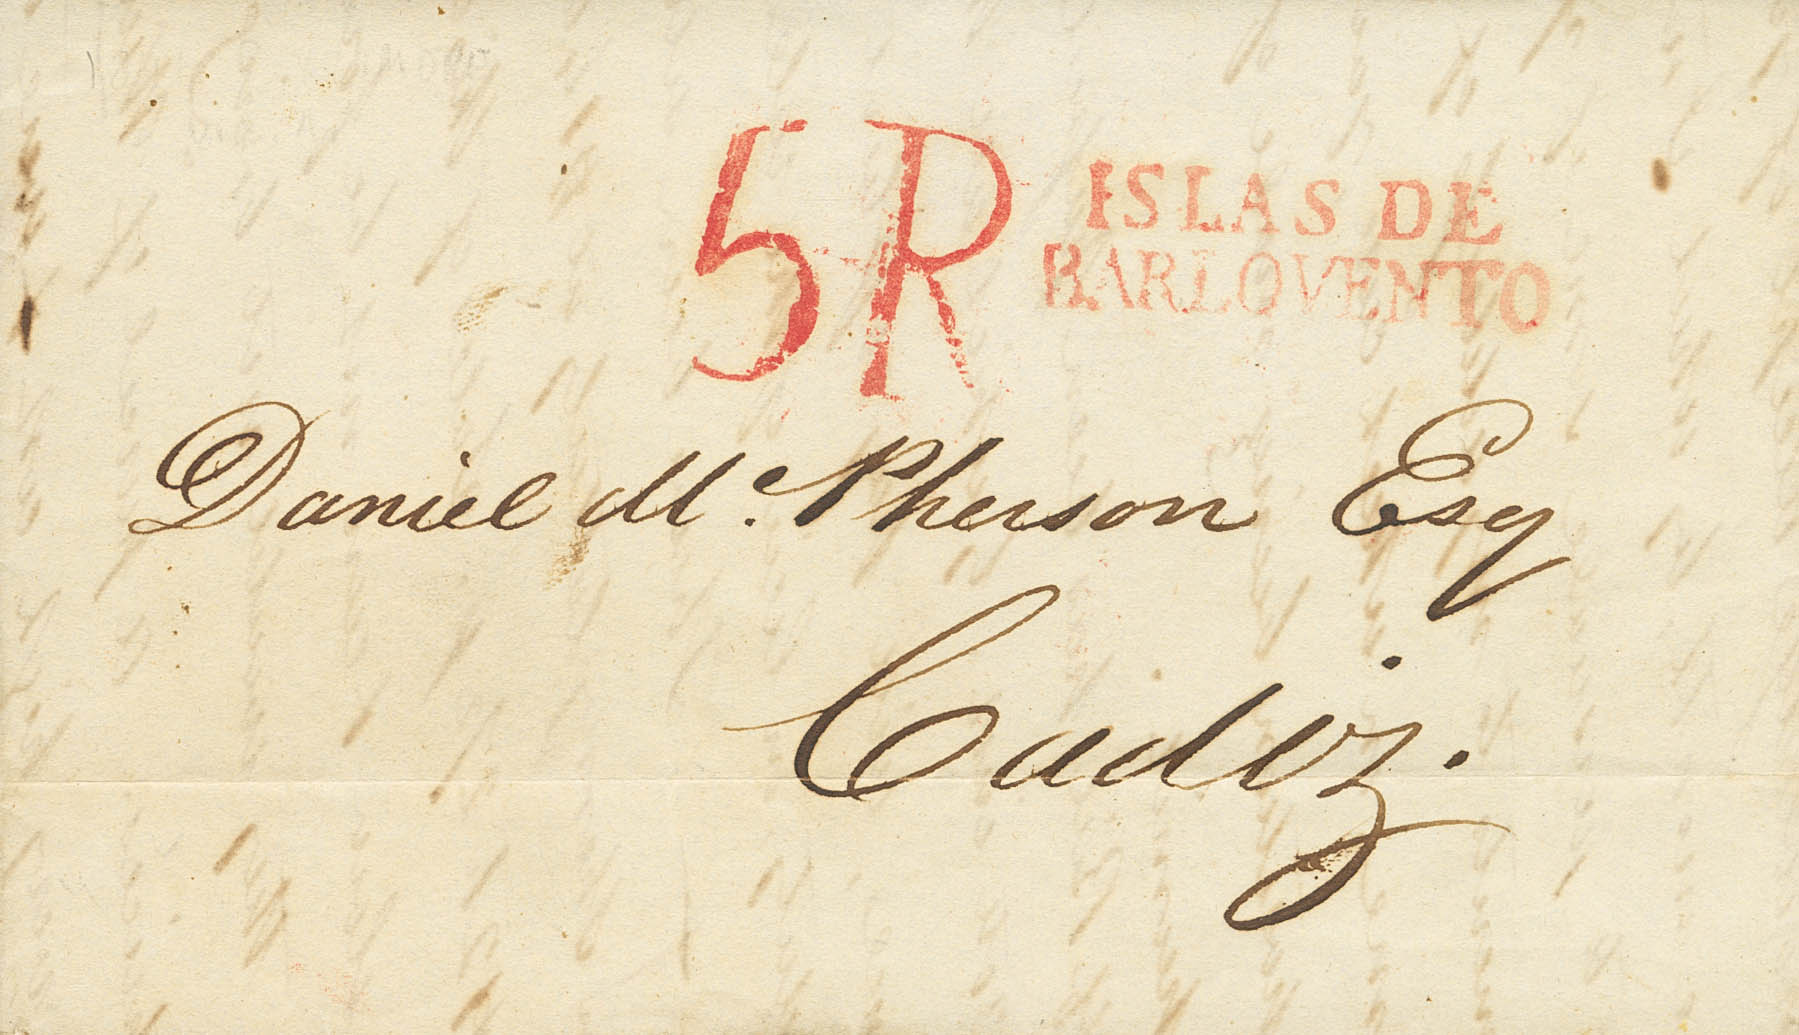 5R
ISLAS DE
BARLOVENTO
Daniel Mc. Pherson Esq
Cadiz.